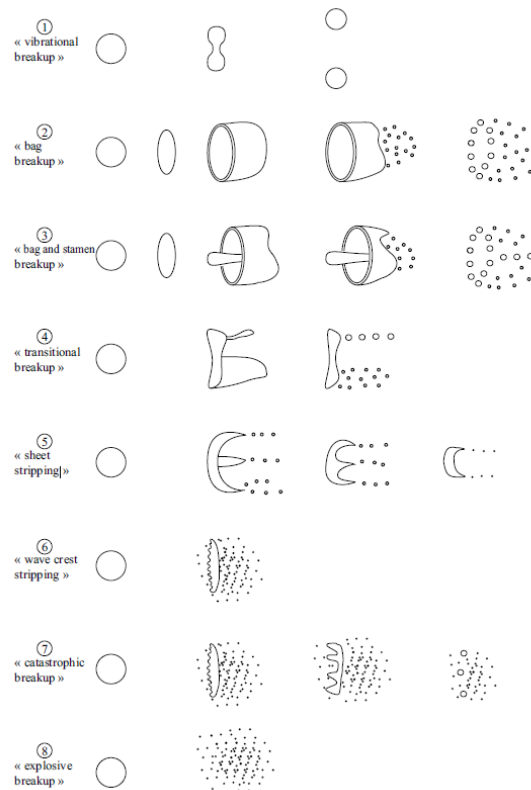 ①
« vibrational
breakup »
②
« bag
breakup »
③
« bag and stamen
breakup »
④
« transitional
breakup »
⑤
« sheet
stripping|»
⑥
« wave crest
stripping »
⑦
« catastrophic
breakup »
⑧
« explosive
breakup »